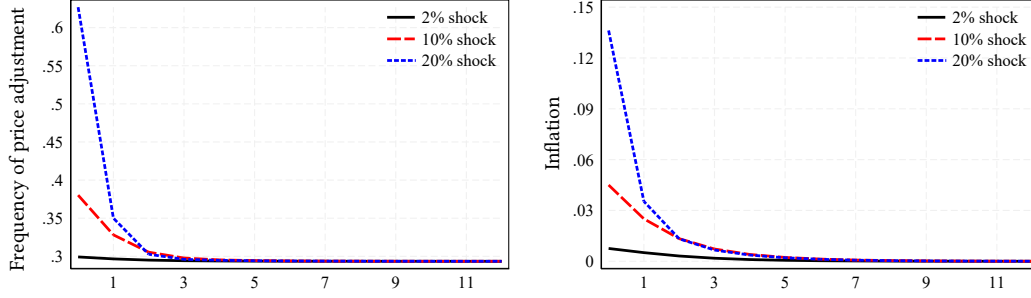 Frequency of price adjustment
.6
.55
.5
.45
.4
.35
.3
1 3 5 7 9 11
2% shock
10% shock
20% shock
Inflation
.15
.12
.09
.06
.03
0
1 3 5 7 9 11
2% shock
10% shock
20% shock